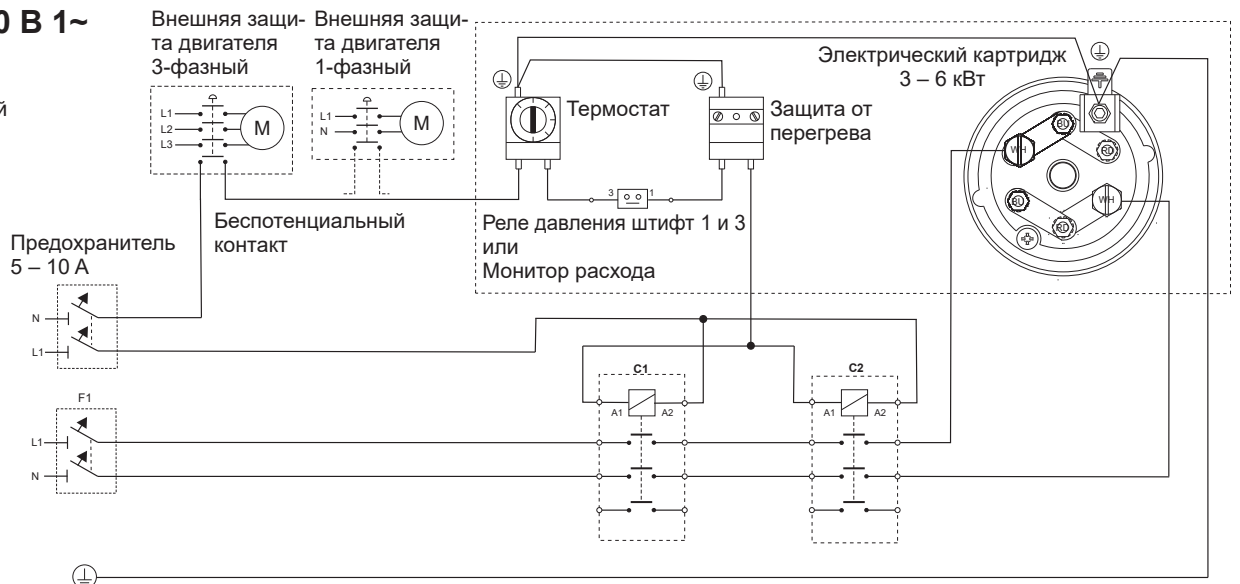 0 В 1~
й
Внешняя защи-
та двигателя
3-фазный
Внешняя защи-
та двигателя
1-фазный
L1
L2
L3
M
L1
N
M
Термостат
Защита от
перегрева
Электрический картридж
3 – 6 кВт
BU
WH
RD
BU
WH
RD
3
1
Беспотенциальный
контакт
Реле давления штифт 1 и 3
или
Монитор расхода
Предохранитель
5 – 10 A
N
L1
C1
A1
A2
C2
A1
A2
F1
L1
N